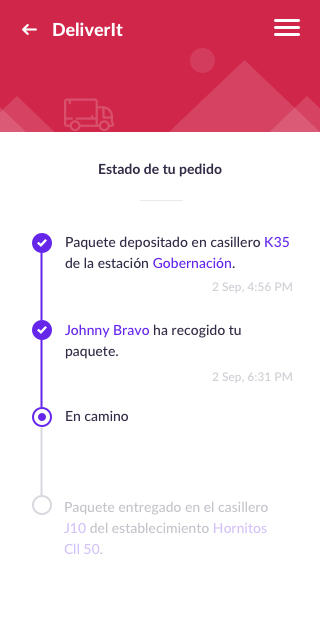 DeliverIt
Estado de tu pedido
Paquete depositado en casillero K35
de la estación Gobernación.
2 Sep, 4:56 PM
Johnny Bravo ha recogido tu
paquete.
2 Sep, 6:31 PM
En camino
Paquete entregado en el casillero
J10 del establecimiento Hornitos
Cll 50.